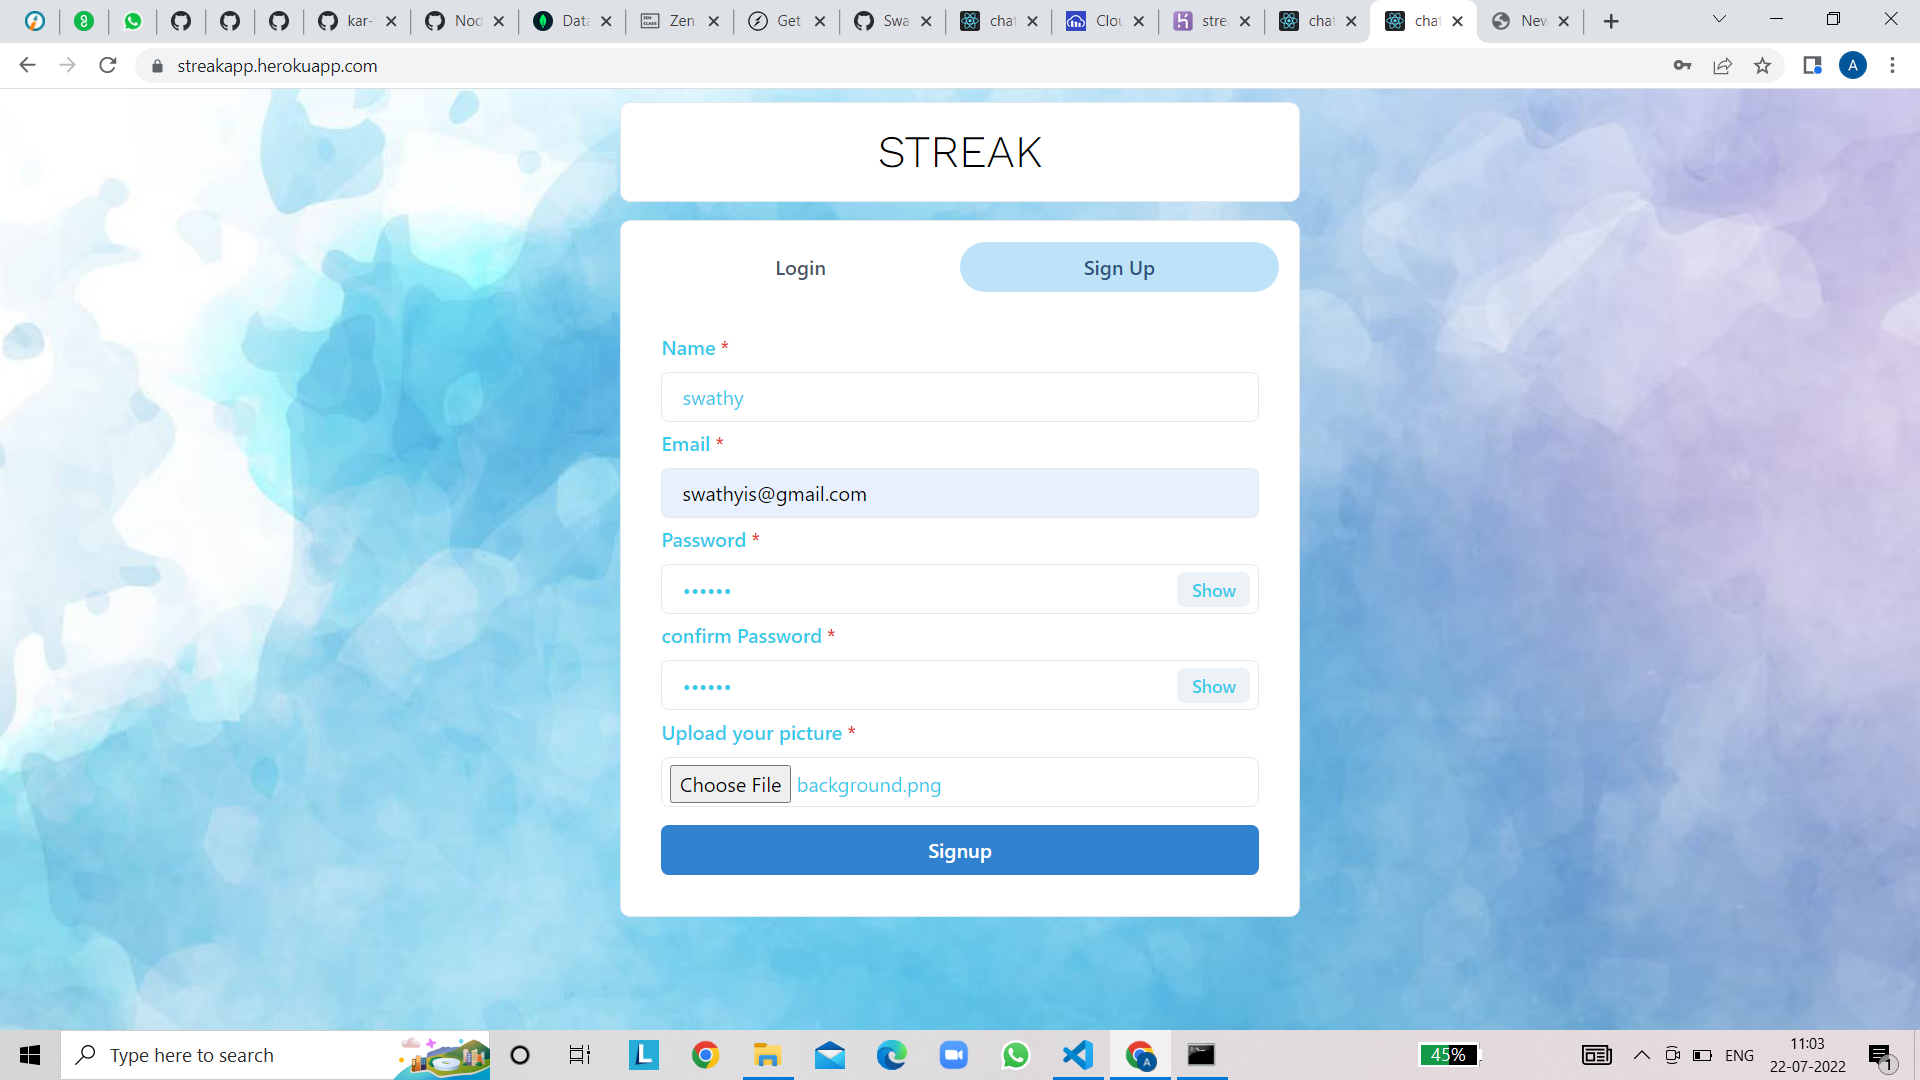 kar-
Nod
Data
Zen
Get
Swa
chat
Clou
strea
chat
chat
New
streakapp.herokuapp.com
A
STREAK
Login
Sign Up
Name *
swathy
Email *
swathyis@gmail.com
Password *
••••••
Show
confirm Password *
••••••
Show
Upload your picture *
Choose File background.png
Signup
Type here to search
45%
ENG
11:03
22-07-2022
1